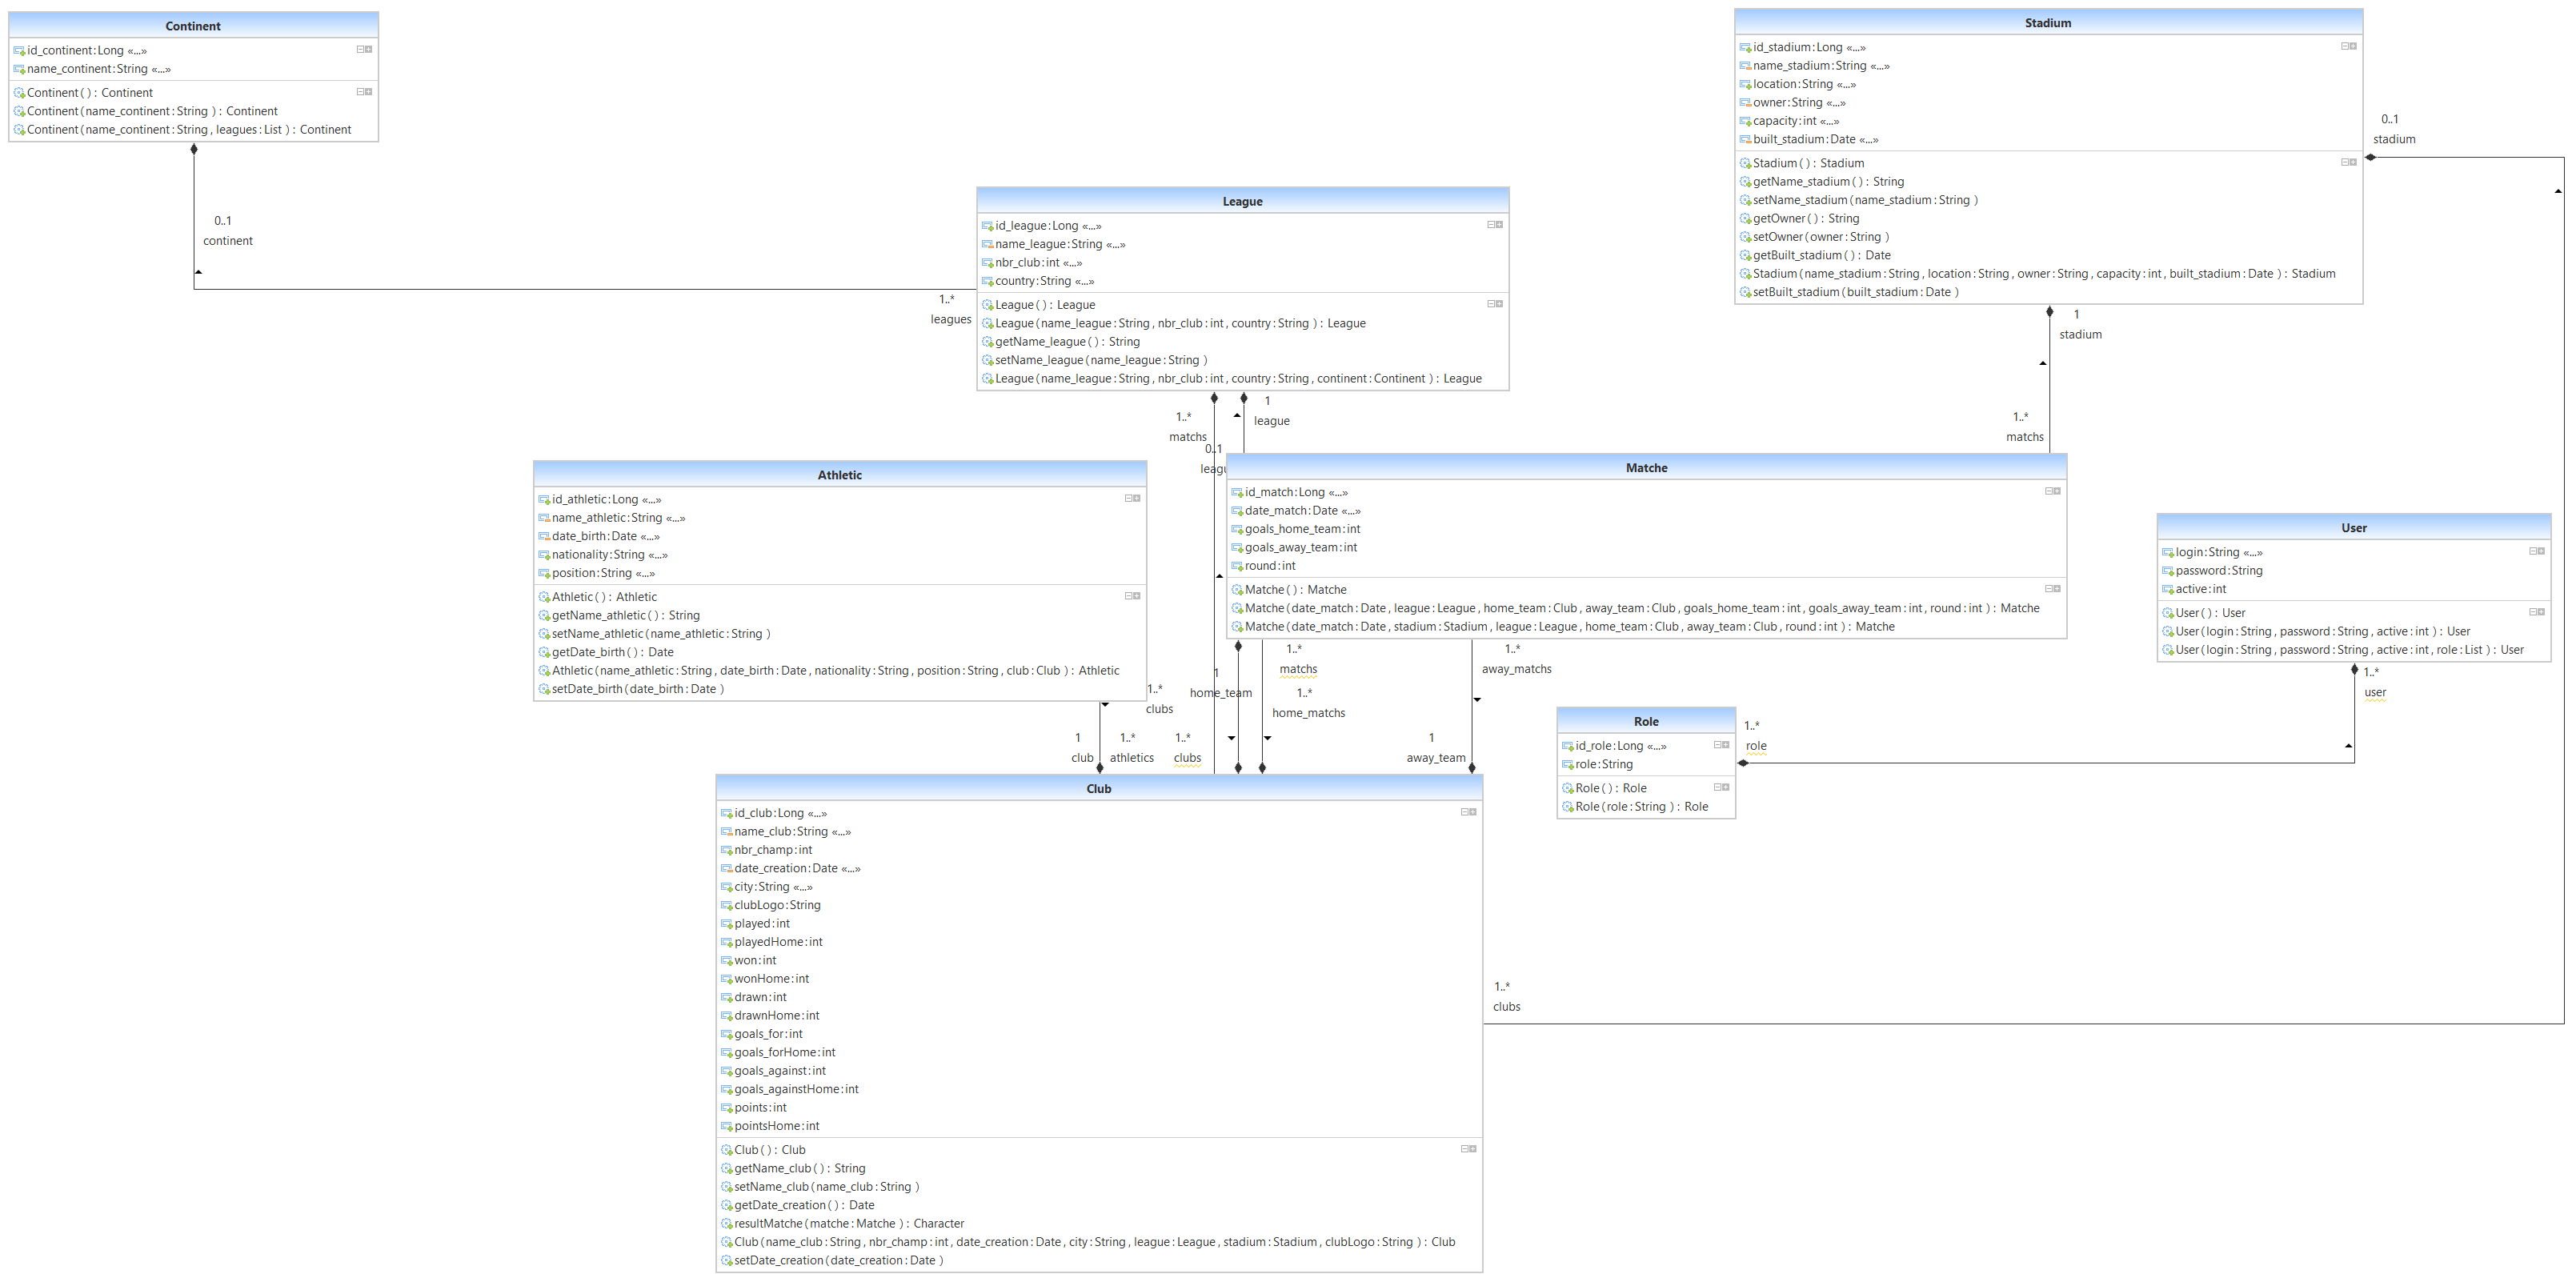 Continent
id_continent:Long «...»
name_continent:String «...»
Continent(): Continent
Continent(name_continent:String): Continent
Continent(name_continent:String, leagues:List): Continent
0..1
continent
1..*
leagues
League
id_league:Long «...»
name_league:String «...»
nbr_club:int «...»
country:String «...»
League(): League
League(name_league:String, nbr_club:int, country:String): League
getName_league(): String
setName_league(name_league:String)
League(name_league:String, nbr_club:int, country:String, continent:Continent): League
1..*
matchs
1
league
0..1
Stadium
id_stadium:Long «...»
name_stadium:String «...»
location:String «...»
owner:String «...»
capacity:int «...»
built_stadium:Date «...»
Stadium(): Stadium
getName_stadium(): String
setName_stadium(name_stadium:String)
getOwner(): String
setOwner(owner:String)
getBuilt_stadium(): Date
Stadium(name_stadium:String, location:String, owner:String, capacity:int, built_stadium:Date): Stadium
setBuilt_stadium(built_stadium:Date)
0..1
stadium
1
stadium
1..*
matchs
Athletic
id_athletic:Long «...»
name_athletic:String «...»
date_birth:Date «...»
nationality:String «...»
position:String «...»
Athletic(): Athletic
getName_athletic(): String
setName_athletic(name_athletic:String)
getDate_birth(): Date
Athletic(name_athletic:String, date_birth:Date, nationality:String, position:String, club:Club): Athletic
setDate_birth(date_birth:Date)
Matche
id_match:Long «...»
date_match:Date «...»
goals_home_team:int
goals_away_team:int
round:int
Matche(): Matche
Matche(date_match:Date, league:League, home_team:Club, away_team:Club, goals_home_team:int, goals_away_team:int, round:int): Matche
Matche(date_match:Date, stadium:Stadium, league:League, home_team:Club, away_team:Club, round:int): Matche
User
login:String «...»
password:String
active:int
User(): User
User(login:String, password:String, active:int): User
User(login:String, password:String, active:int, role:List): User
1..*
user
1..*
clubs
1
home_team
1..*
matchs
1..*
home_matchs
1..*
away_matchs
1
club
1..*
athletics
1..*
clubs
1
away_team
Role
id_role:Long «...»
role:String
Role(): Role
Role(role:String): Role
1..*
role
Club
id_club:Long «...»
name_club:String «...»
nbr_champ:int
date_creation:Date «...»
city:String «...»
clubLogo:String
played:int
playedHome:int
won:int
wonHome:int
drawn:int
drawnHome:int
goals_for:int
goals_forHome:int
goals_against:int
goals_againstHome:int
points:int
pointsHome:int
Club(): Club
getName_club(): String
setName_club(name_club:String)
getDate_creation(): Date
resultMatche(matche:Matche): Character
Club(name_club:String, nbr_champ:int, date_creation:Date, city:String, league:League, stadium:Stadium, clubLogo:String): Club
setDate_creation(date_creation:Date)
1..*
clubs